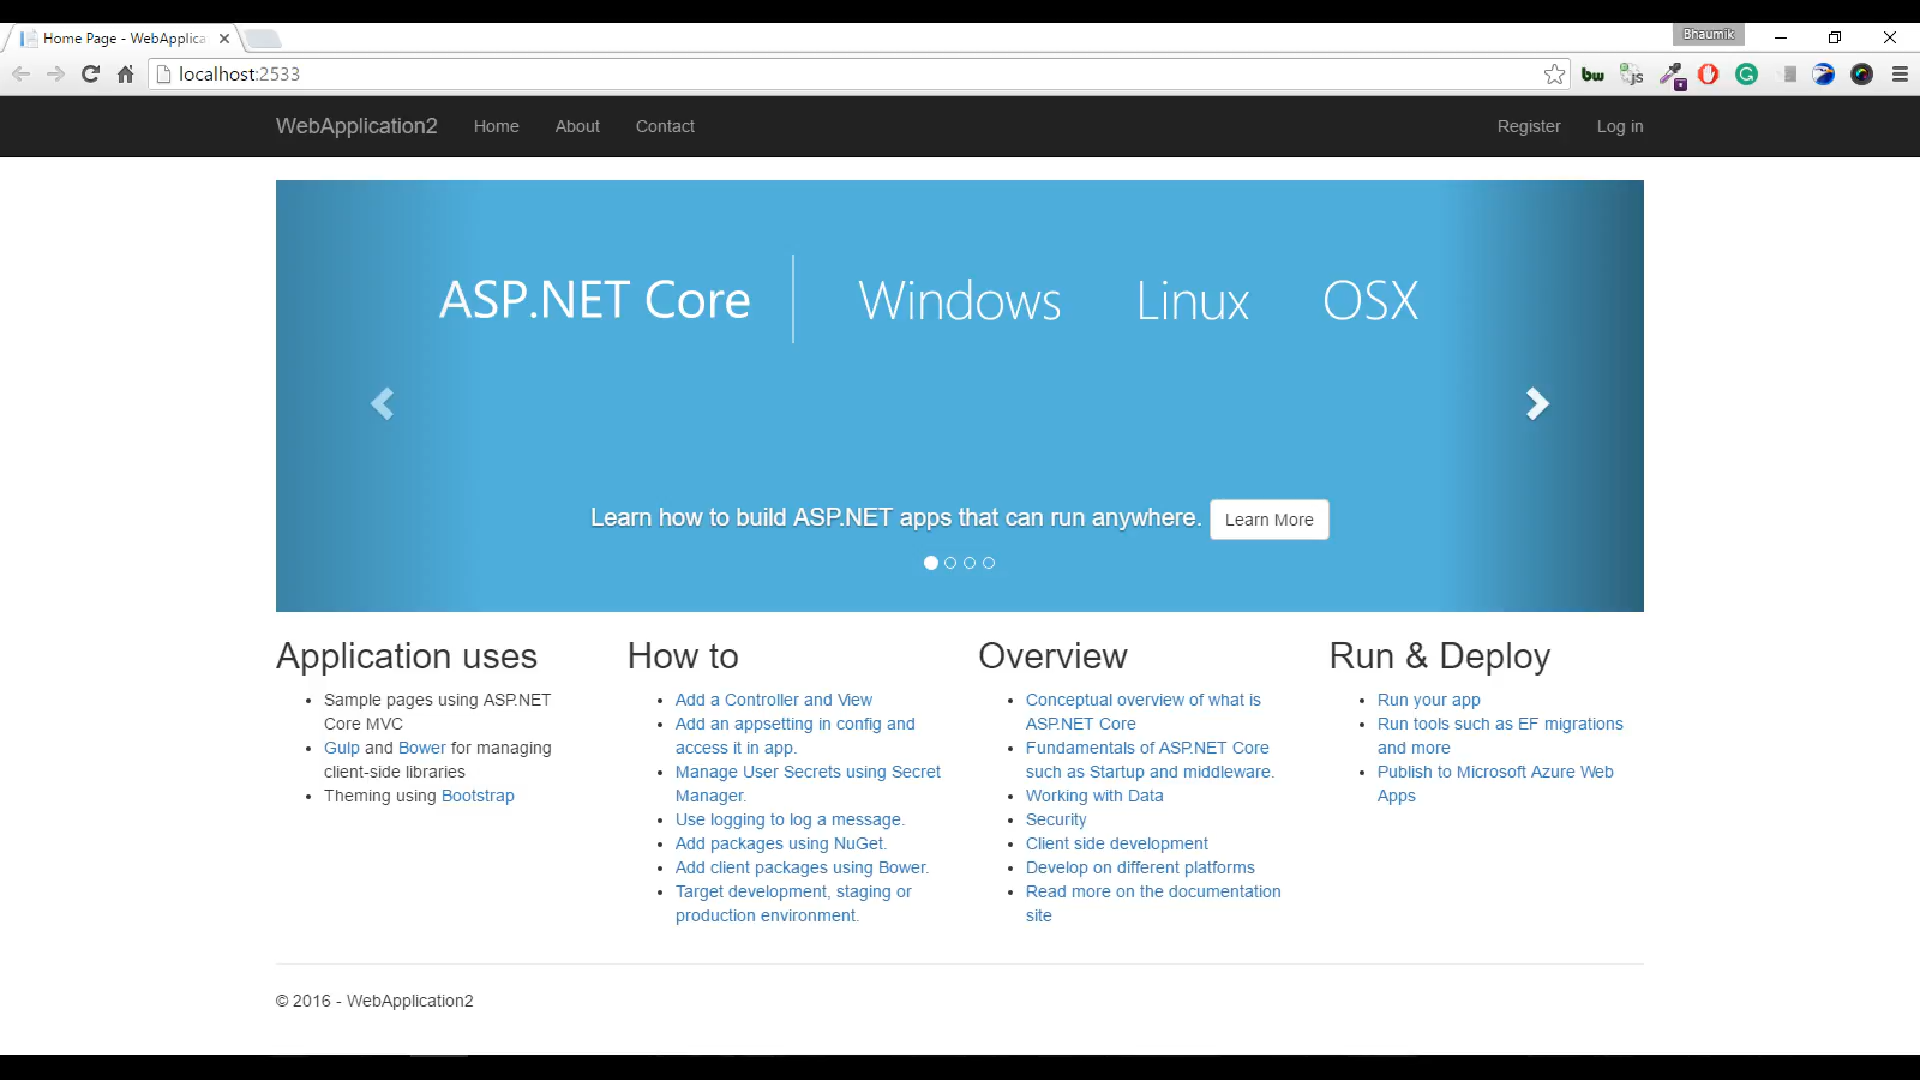 Home Page - WebApplica
Bhaumik
localhost:2533
bw
js
WebApplication2 Home About Contact Register Log in
ASP.NET Core Windows Linux OSX
Learn how to build ASP.NET apps that can run anywhere. Learn More
Application uses
Sample pages using ASP.NET
Core MVC
Gulp and Bower for managing
client-side libraries
Theming using Bootstrap
How to
Add a Controller and View
Add an appsetting in config and
access it in app.
Manage User Secrets using Secret
Manager.
Use logging to log a message.
Add packages using NuGet.
Add client packages using Bower.
Target development, staging or
production environment.
Overview
Conceptual overview of what is
ASP.NET Core
Fundamentals of ASP.NET Core
such as Startup and middleware.
Working with Data
Security
Client side development
Develop on different platforms
Read more on the documentation
site
Run & Deploy
Run your app
Run tools such as EF migrations
and more
Publish to Microsoft Azure Web
Apps
© 2016 - WebApplication2